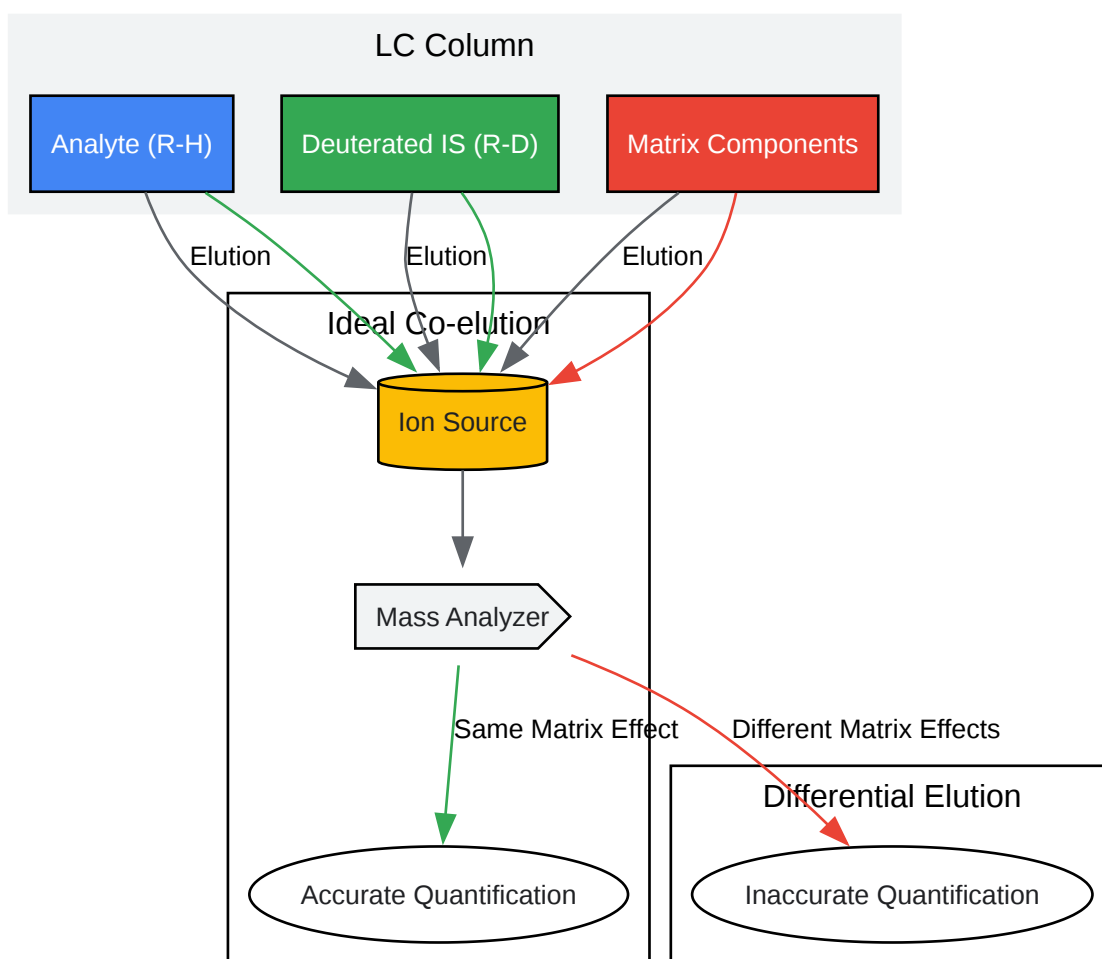 LC Column
Analyte (R-H)
Deuterated IS (R-D)
Matrix Components
Elution
Elution
Elution
Ideal Co-elution
Ion Source
Mass Analyzer
Same Matrix Effect
Different Matrix Effects
Differential Elution
Accurate Quantification
Inaccurate Quantification